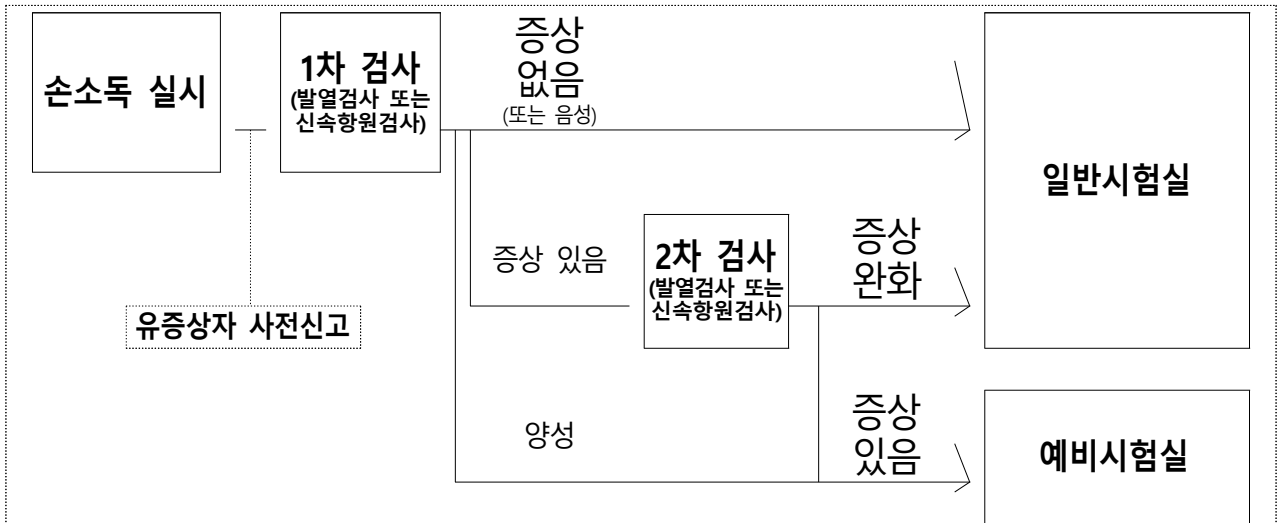 손소독 실시
1차 검사
(발열검사 또는
신속항원검사)
증상
없음
(또는 음성)
일반시험실
증상 있음
2차 검사
(발열검사 또는
신속항원검사)
증상
완화
유증상자 사전신고
양성
증상
있음
예비시험실